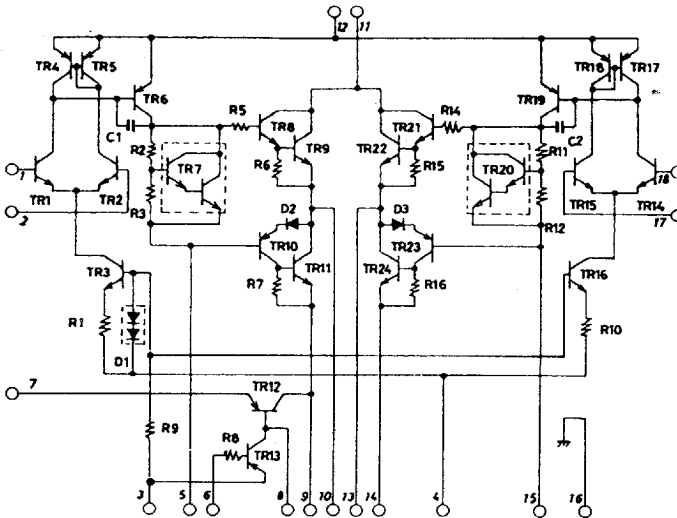 12 11
TR4 TR5 TR18 TR17
TR6 TR19
R5 R14
C1 TR8 TR21 C2
R2 TR9 TR22 R11
TR7 R6 R15 TR20
1 18
TR1 TR2 TR15 TR14
R3 17
2 D2 D3 R12
TR10 TR23
TR3 TR11 TR24 TR16
R7 R16
R1 R10
D1
7 TR12
R9 R8
TR13
3 5 6 8 9 10 13 14 4 15 16